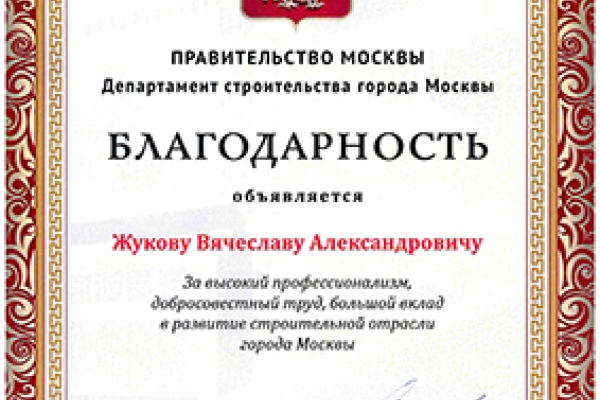 ПРАВИТЕЛЬСТВО МОСКВЫ
Департамент строительства города Москвы
БЛАГОДАРНОСТЬ
объявляется
Жукову Вячеславу Александровичу
За высокий профессионализм,
добросовестный труд, большой вклад
в развитие строительной отрасли
города Москвы